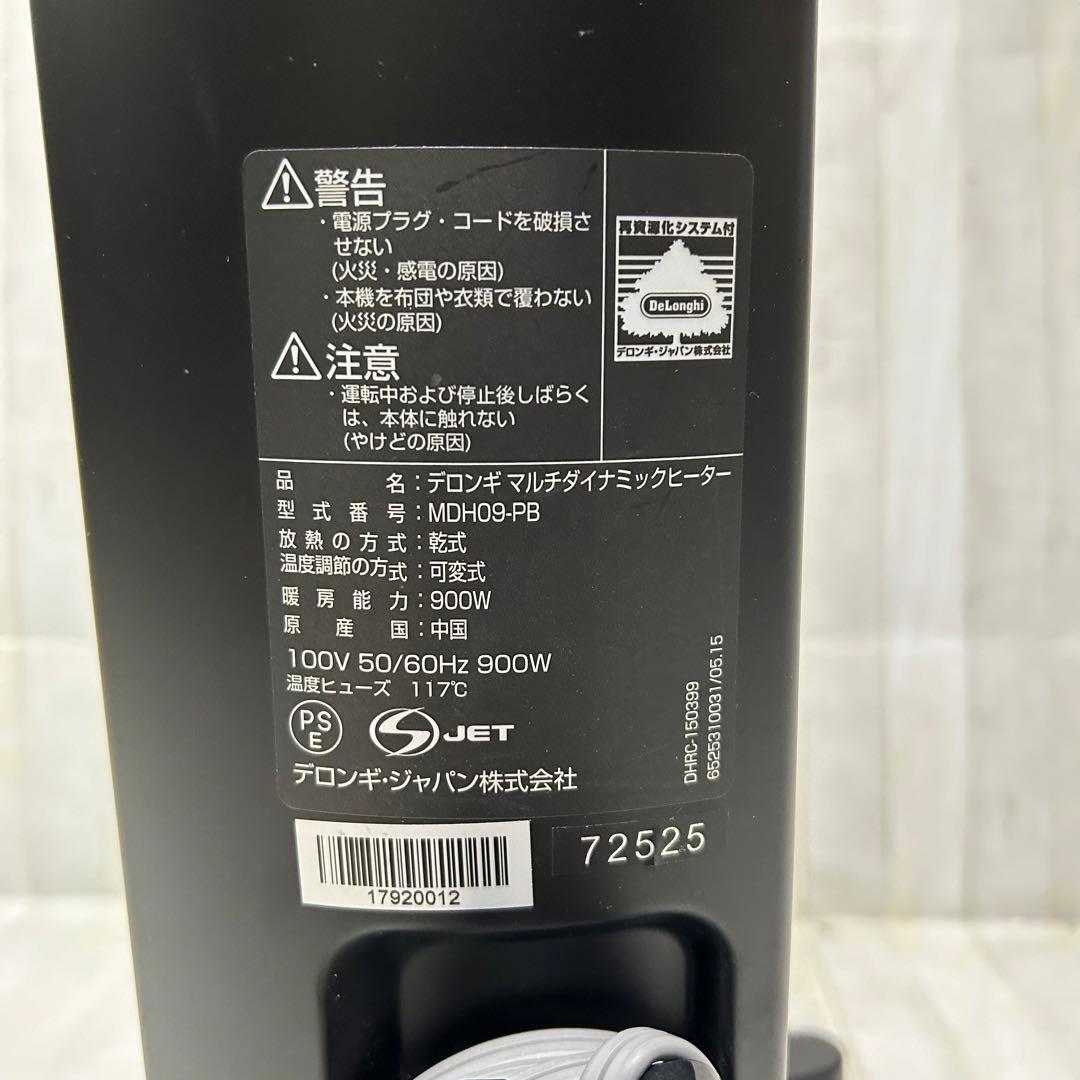 警告
・電源プラグ・コードを破損さ
せない
(火災・感電の原因)
・本機を布団や衣類で覆わない
(火災の原因)
注意
・運転中および停止後しばらく
は、本体に触れない
(やけどの原因)
再資源化システム付
DeLonghi
デロンギ・ジャパン株式会社
品名：デロンギ マルチダイナミックヒーター
型式番号：MDH09-PB
放熱の方式：乾式
温度調節の方式：可変式
暖房能力：900W
原産国：中国
100V 50/60Hz 900W
温度ヒューズ 117℃
PS
E
JET
デロンギ・ジャパン株式会社
DHRC-150399
6525310031/05.15
17920012
72525